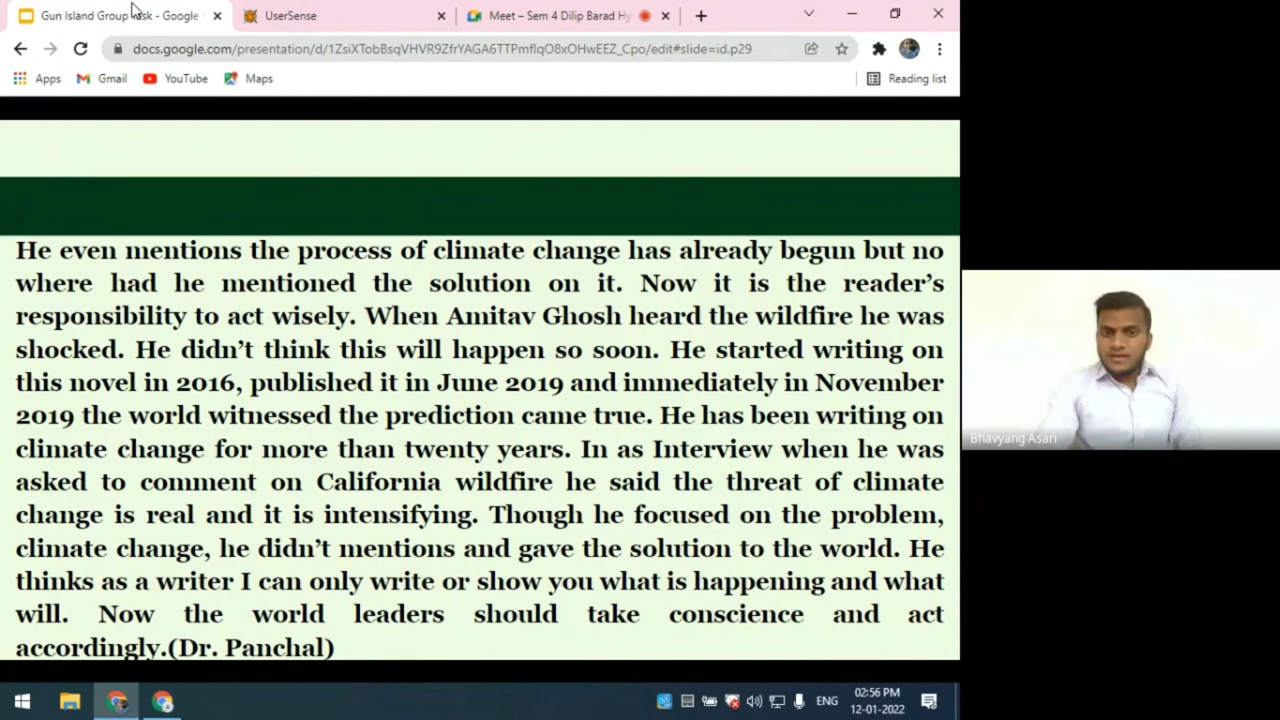 Gun Island Group Task - Google
UserSense
Meet – Sem 4 Dilip Barad Hy
docs.google.com/presentation/d/1ZsiXTobBsqVHVR9ZfrYAGA6TTPmfIqO8xOHwEEZ_Cpo/edit#slide=id.p29
Apps
Gmail
YouTube
Maps
Reading list
He even mentions the process of climate change has already begun but no
where had he mentioned the solution on it. Now it is the reader's
responsibility to act wisely. When Amitav Ghosh heard the wildfire he was
shocked. He didn't think this will happen so soon. He started writing on
this novel in 2016, published it in June 2019 and immediately in November
2019 the world witnessed the prediction came true. He has been writing on
climate change for more than twenty years. In as Interview when he was
asked to comment on California wildfire he said the threat of climate
change is real and it is intensifying. Though he focused on the problem,
climate change, he didn't mentions and gave the solution to the world. He
thinks as a writer I can only write or show you what is happening and what
will. Now the world leaders should take conscience and act
accordingly.(Dr. Panchal)
Bhavyang Asari
ENG
02:56 PM
12-01-2022